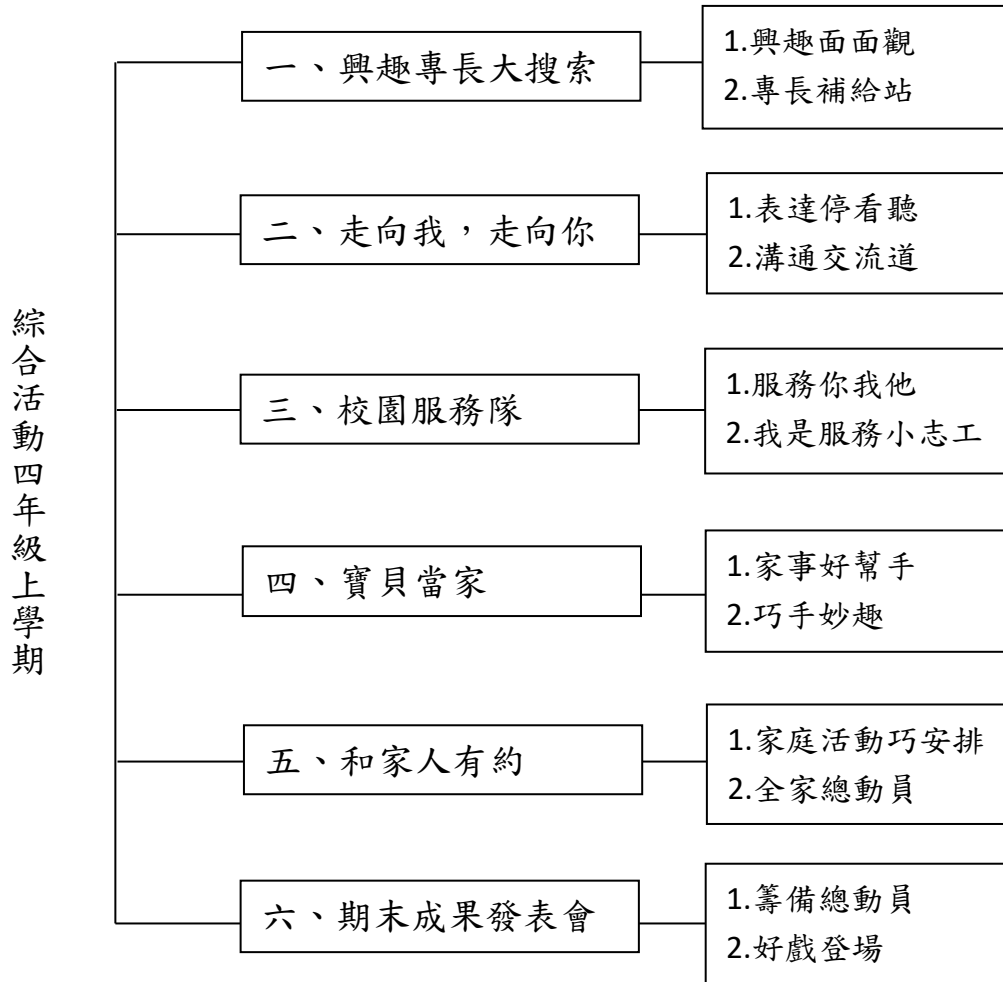 綜合活動四年級上學期
一、興趣專長大搜索
1.興趣面面觀
2.專長補給站
二、走向我，走向你
1.表達停看聽
2.溝通交流道
三、校園服務隊
1.服務你我他
2.我是服務小志工
四、寶貝當家
1.家事好幫手
2.巧手妙趣
五、和家人有約
1.家庭活動巧安排
2.全家總動員
六、期末成果發表會
1.籌備總動員
2.好戲登場